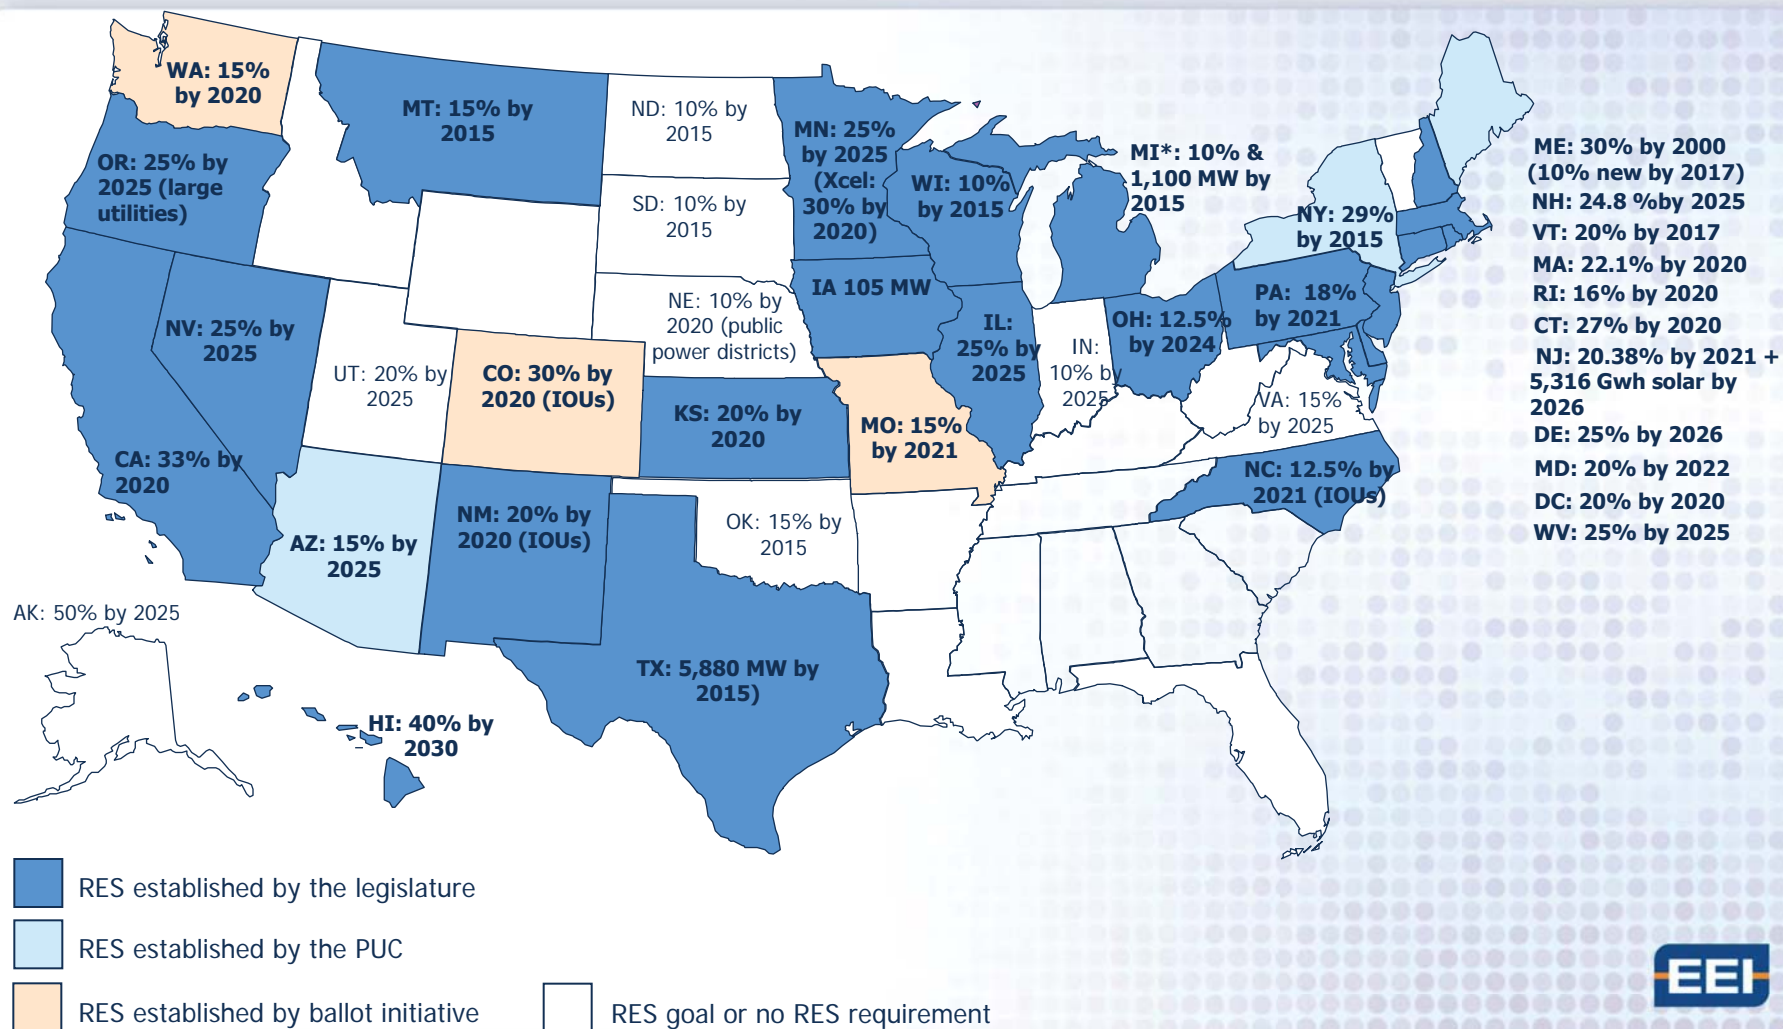 WA: 15%
by 2020
MT: 15% by
2015
ND: 10% by
2015
MN: 25%
by 2025
(Xcel:
30% by
2020)
OR: 25% by
2025 (large
utilities)
SD: 10% by
2015
WI: 10%
by 2015
MI*: 10% &
1,100 MW by
2015
NY: 29%
by 2015
ME: 30% by 2000
(10% new by 2017)
NH: 24.8 %by 2025
VT: 20% by 2017
MA: 22.1% by 2020
RI: 16% by 2020
CT: 27% by 2020
NJ: 20.38% by 2021 +
5,316 Gwh solar by
2026
DE: 25% by 2026
MD: 20% by 2022
DC: 20% by 2020
WV: 25% by 2025
NV: 25% by
2025
NE: 10% by
2020 (public
power districts)
IA 105 MW
IL:
25% by
2025
IN:
10% by
2025
OH: 12.5%
by 2024
PA: 18%
by 2021
UT: 20% by
2025
CO: 30% by
2020 (IOUs)
KS: 20% by
2020
MO: 15%
by 2021
VA: 15%
by 2025
CA: 33% by
2020
AZ: 15% by
2025
NM: 20% by
2020 (IOUs)
OK: 15% by
2015
NC: 12.5% by
2021 (IOUs)
AK: 50% by 2025
HI: 40% by
2030
TX: 5,880 MW by
2015)
RES established by the legislature
RES established by the PUC
RES established by ballot initiative
RES goal or no RES requirement
EEI